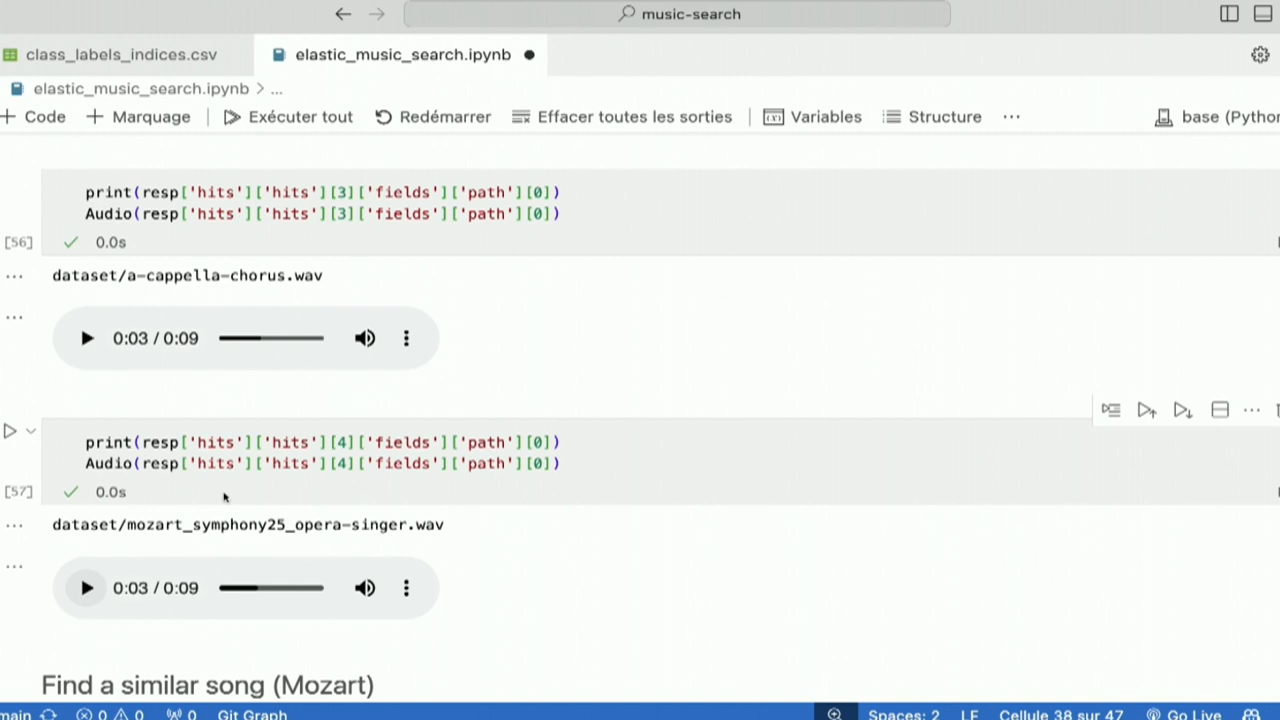 music-search
class_labels_indices.csv
elastic_music_search.ipynb
elastic_music_search.ipynb > ...
+ Code + Marquage Exécuter tout Redémarrer Effacer toutes les sorties Variables Structure ... base (Python
print(resp['hits']['hits'][3]['fields']['path'][0])
Audio(resp['hits']['hits'][3]['fields']['path'][0])
[56] 0.0s
dataset/a-cappella-chorus.wav
0:03 / 0:09
print(resp['hits']['hits'][4]['fields']['path'][0])
Audio(resp['hits']['hits'][4]['fields']['path'][0])
[57] 0.0s
dataset/mozart_symphony25_opera-singer.wav
0:03 / 0:09
Find a similar song (Mozart)
main 0 0 0 Git Graph Spaces: 2 LF Cellule 38 sur 47 Go Live